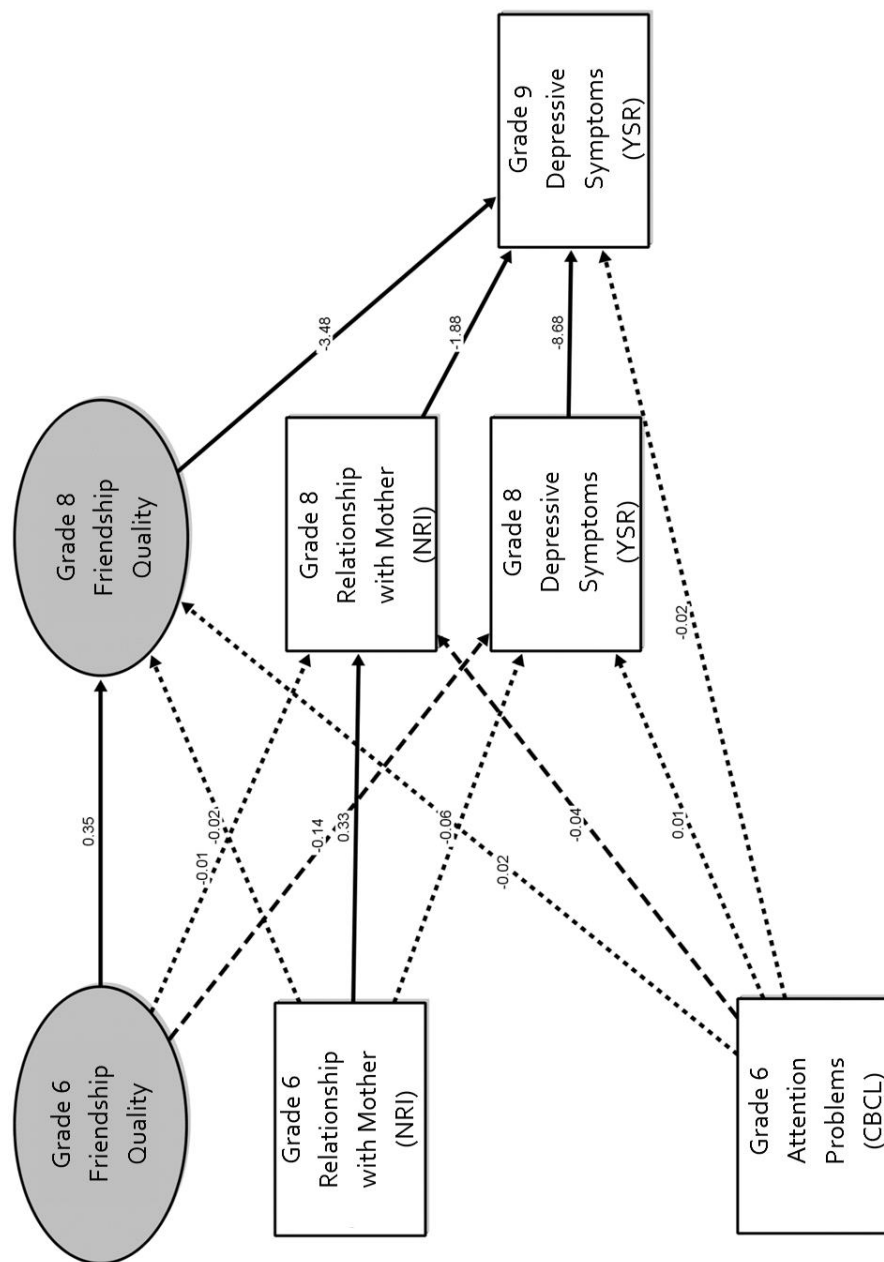 Grade 6
Friendship
Quality
Grade 6
Relationship
with Mother
(NRI)
Grade 6
Attention
Problems
(CBCL)
0.35
-0.01
-0.02
-0.14
0.33
-0.06
-0.02
-0.04
0.01
-0.02
Grade 8
Friendship
Quality
Grade 8
Relationship
with Mother
(NRI)
Grade 8
Depressive
Symptoms
(YSR)
-3.48
-1.88
-8.68
Grade 9
Depressive
Symptoms
(YSR)